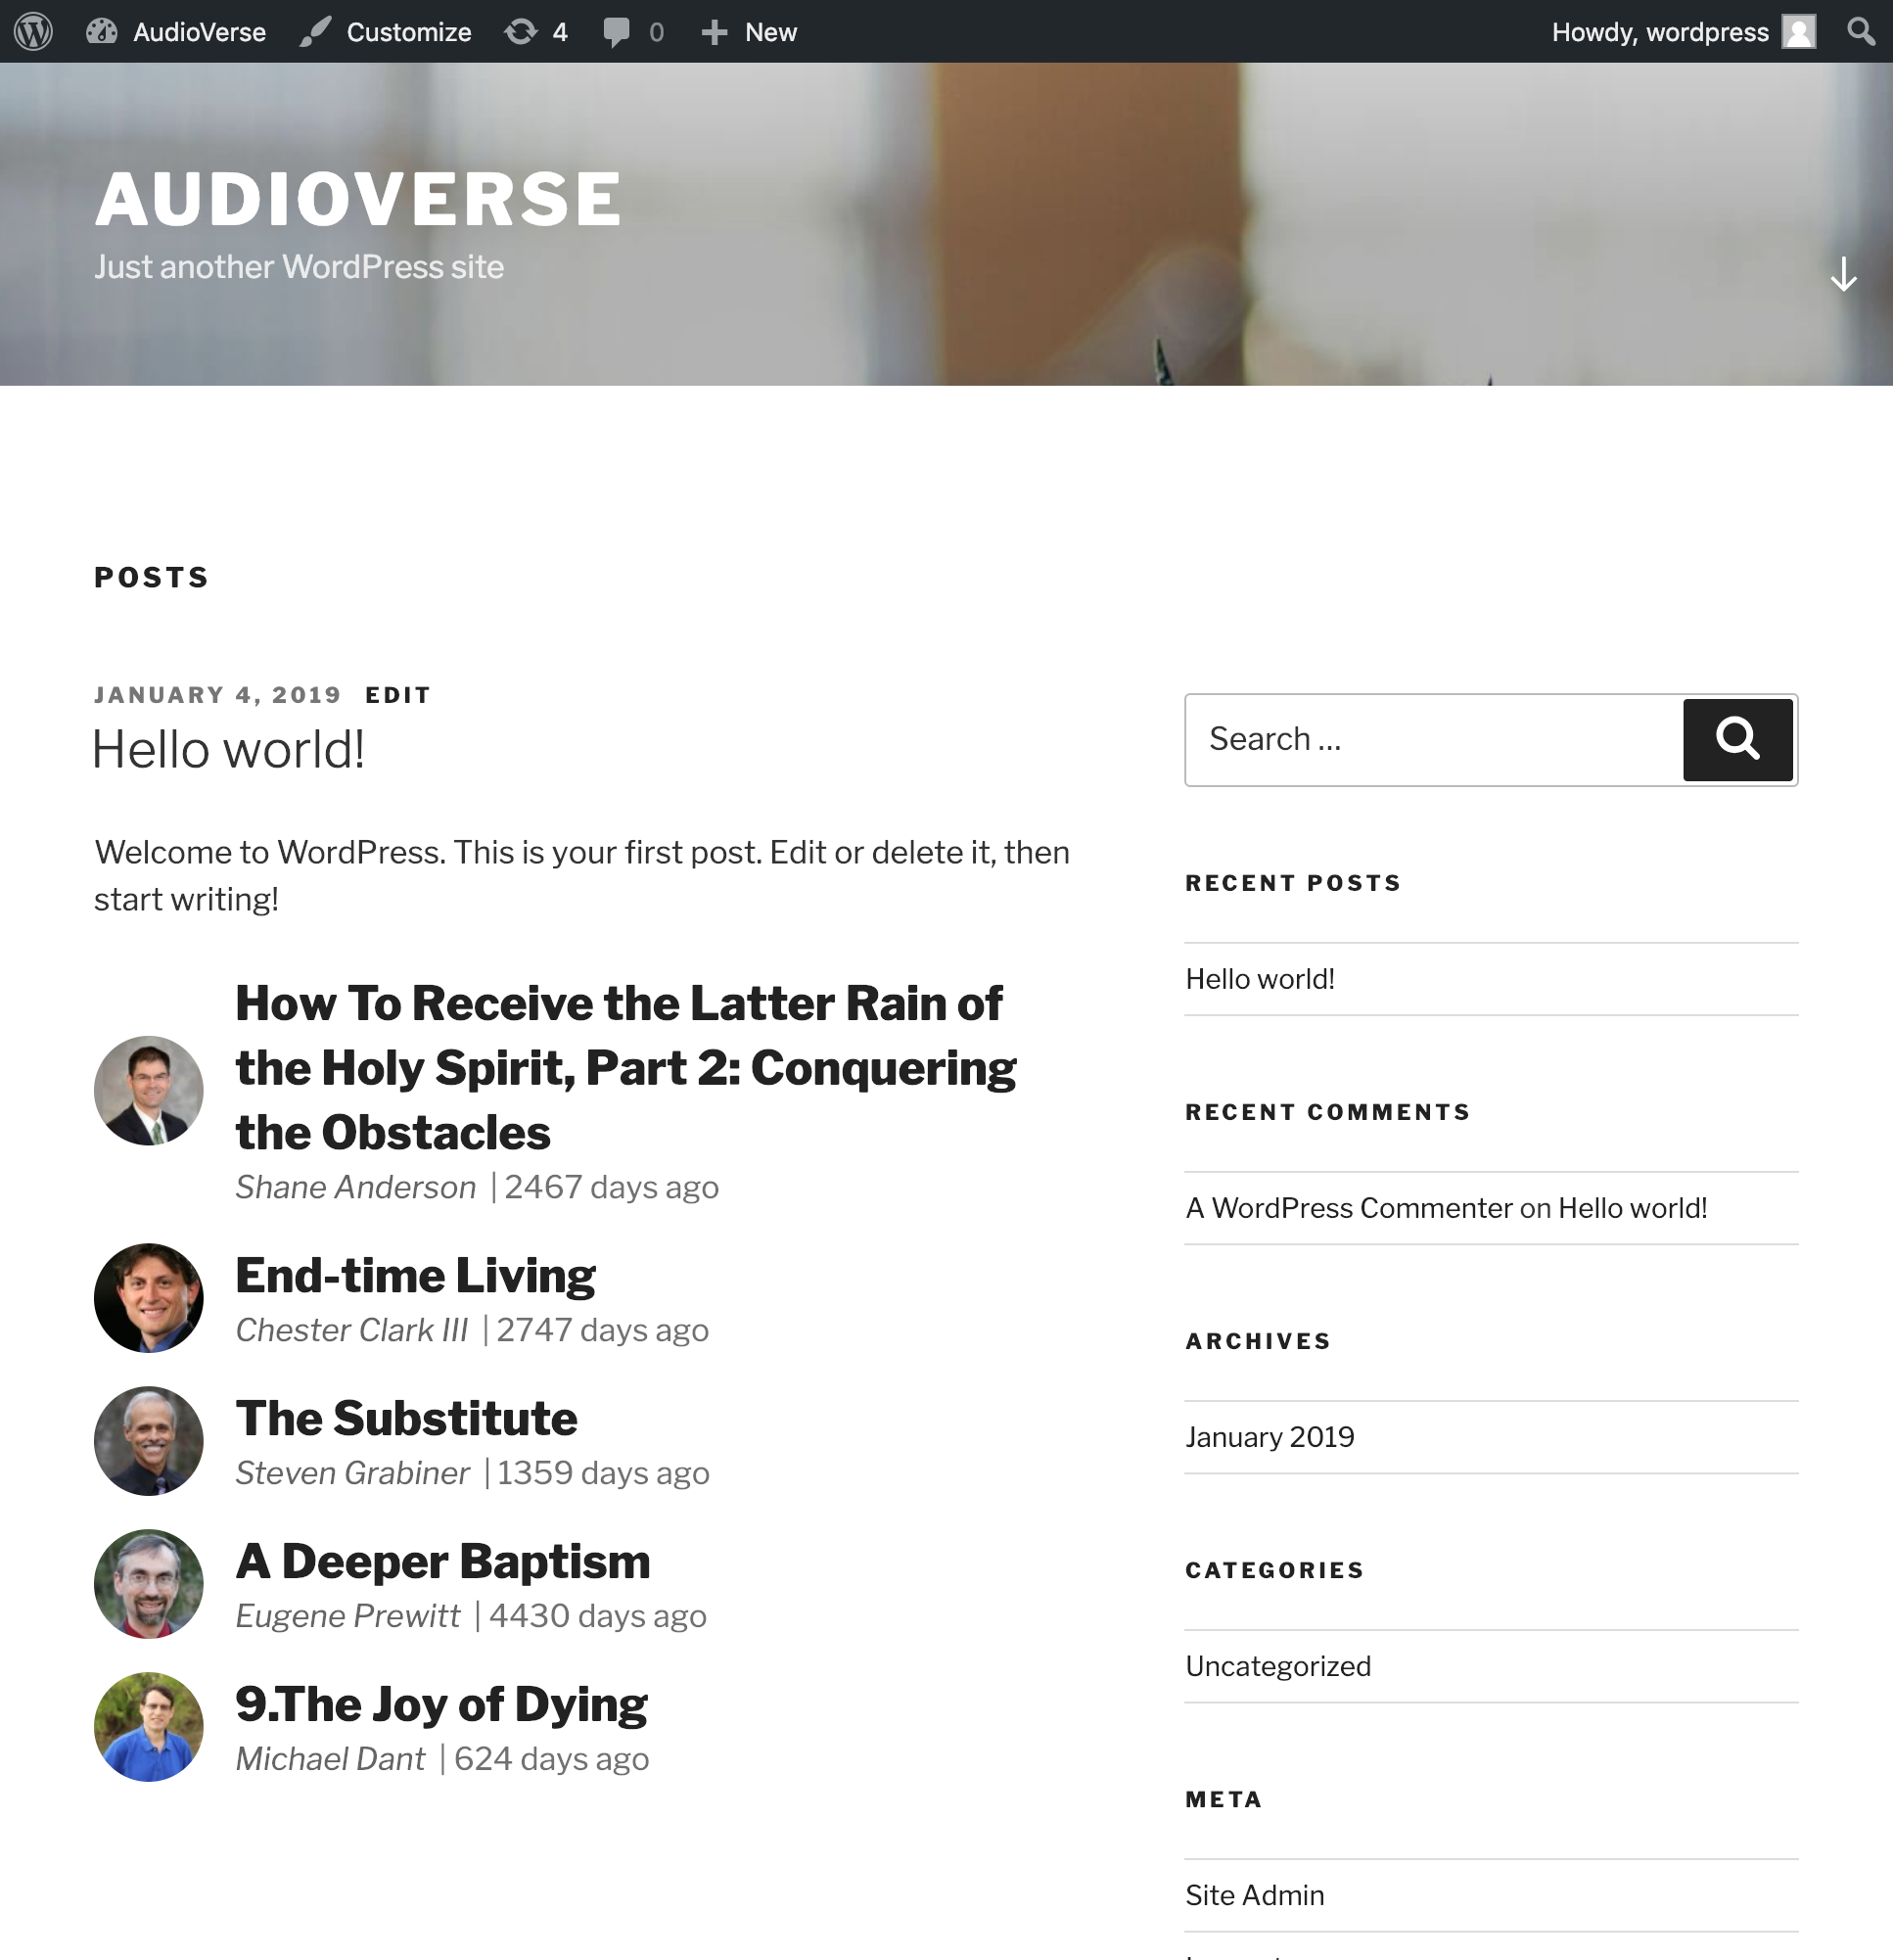 AudioVerse Customize 4 0 New Howdy, wordpress
AUDIOVERSE
Just another WordPress site
POSTS
JANUARY 4, 2019 EDIT
Hello world!
Welcome to WordPress. This is your first post. Edit or delete it, then
start writing!
How To Receive the Latter Rain of
the Holy Spirit, Part 2: Conquering
the Obstacles
Shane Anderson | 2467 days ago
End-time Living
Chester Clark III | 2747 days ago
The Substitute
Steven Grabiner | 1359 days ago
A Deeper Baptism
Eugene Prewitt | 4430 days ago
9.The Joy of Dying
Michael Dant | 624 days ago
Search …
RECENT POSTS
Hello world!
RECENT COMMENTS
A WordPress Commenter on Hello world!
ARCHIVES
January 2019
CATEGORIES
Uncategorized
META
Site Admin